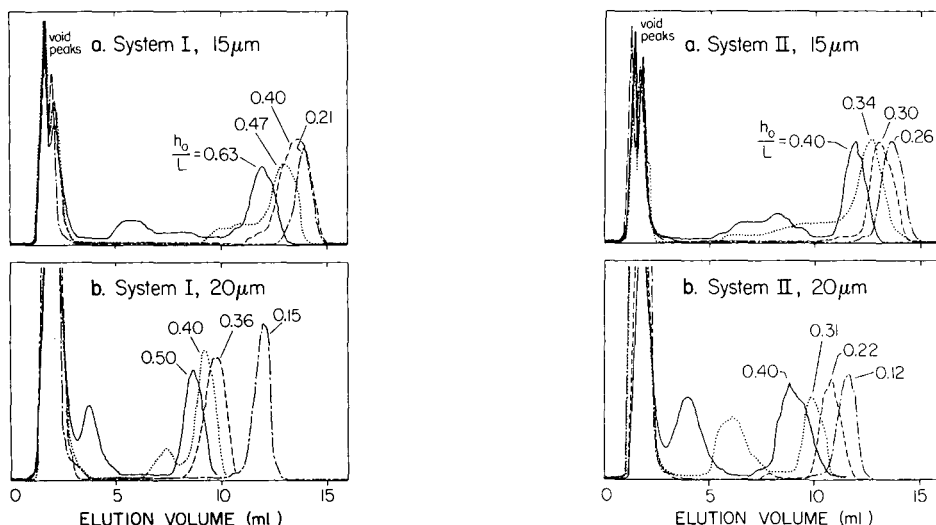 void
peaks
a. System I, 15μm
0.40
0.47
0.21
h₀/L = 0.63
b. System I, 20μm
0.40
0.36
0.15
0.50
0 5 10 15
ELUTION VOLUME (ml)
void
peaks
a. System II, 15μm
0.34
0.30
h₀/L = 0.40
0.26
b. System II, 20μm
0.31
0.22
0.40
0.12
0 5 10 15
ELUTION VOLUME (ml)